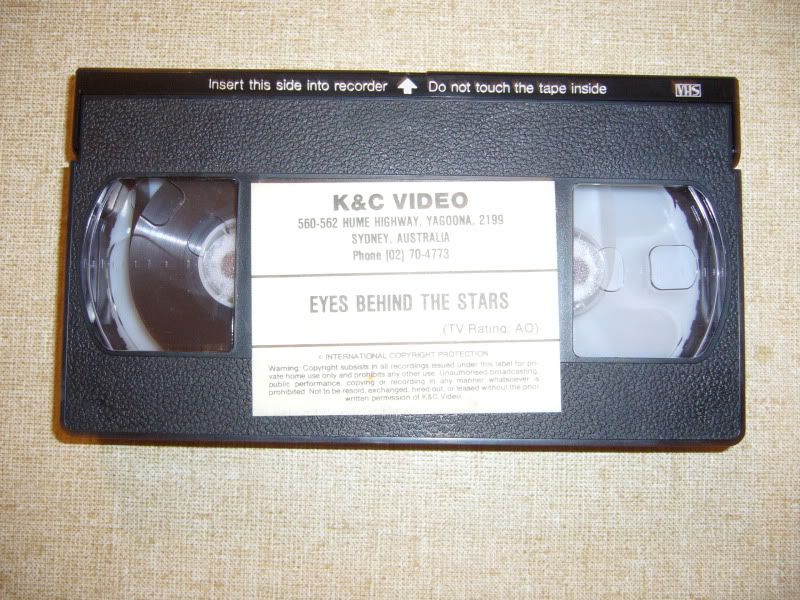 Insert this side into recorder Do not touch the tape inside VHS
K&C VIDEO
560-562 HUME HIGHWAY, YAGOONA, 2199
SYDNEY, AUSTRALIA
Phone (02) 70-4773
EYES BEHIND THE STARS
(TV Rating: AO)
© INTERNATIONAL COPYRIGHT PROTECTION
Warning: Copyright subsists in all recordings issued under this label for pri-
vate home use only and prohibits any other use. Unauthorised broadcasting,
public performance, copying or recording in any manner whatsoever is
prohibited. Not to be resold, exchanged, hired out, or leased without the prior
written permission of K&C Video.